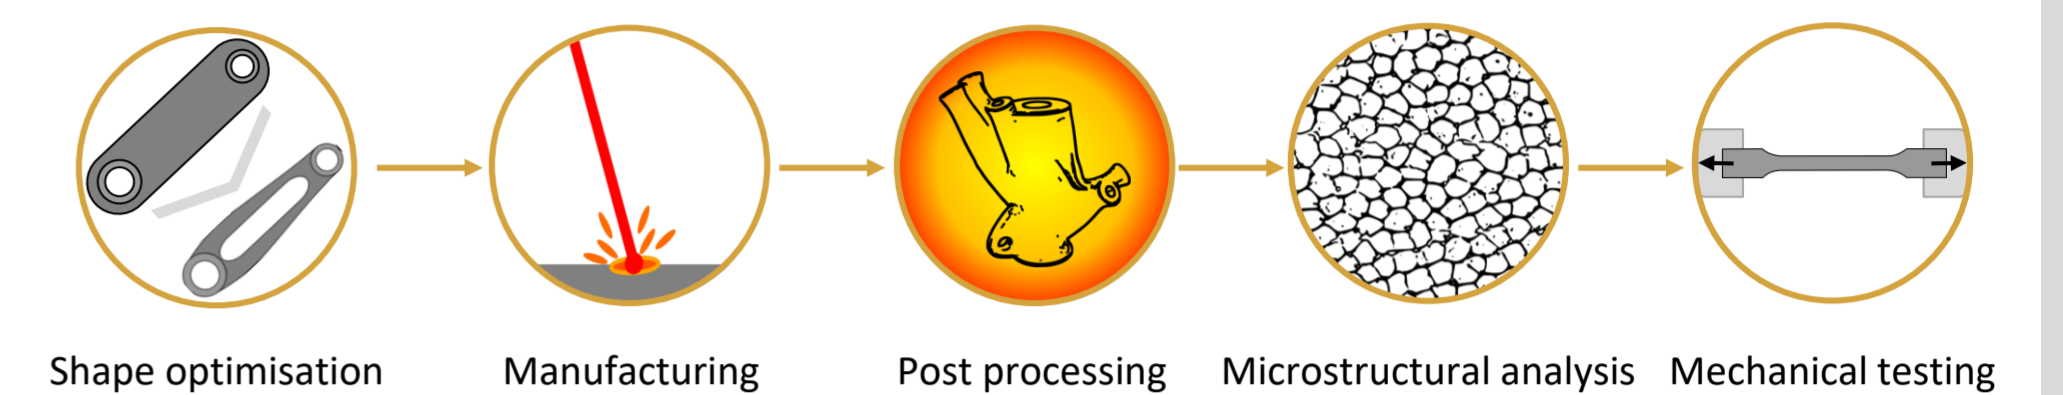 Shape optimisation
Manufacturing
Post processing
Microstructural analysis
Mechanical testing